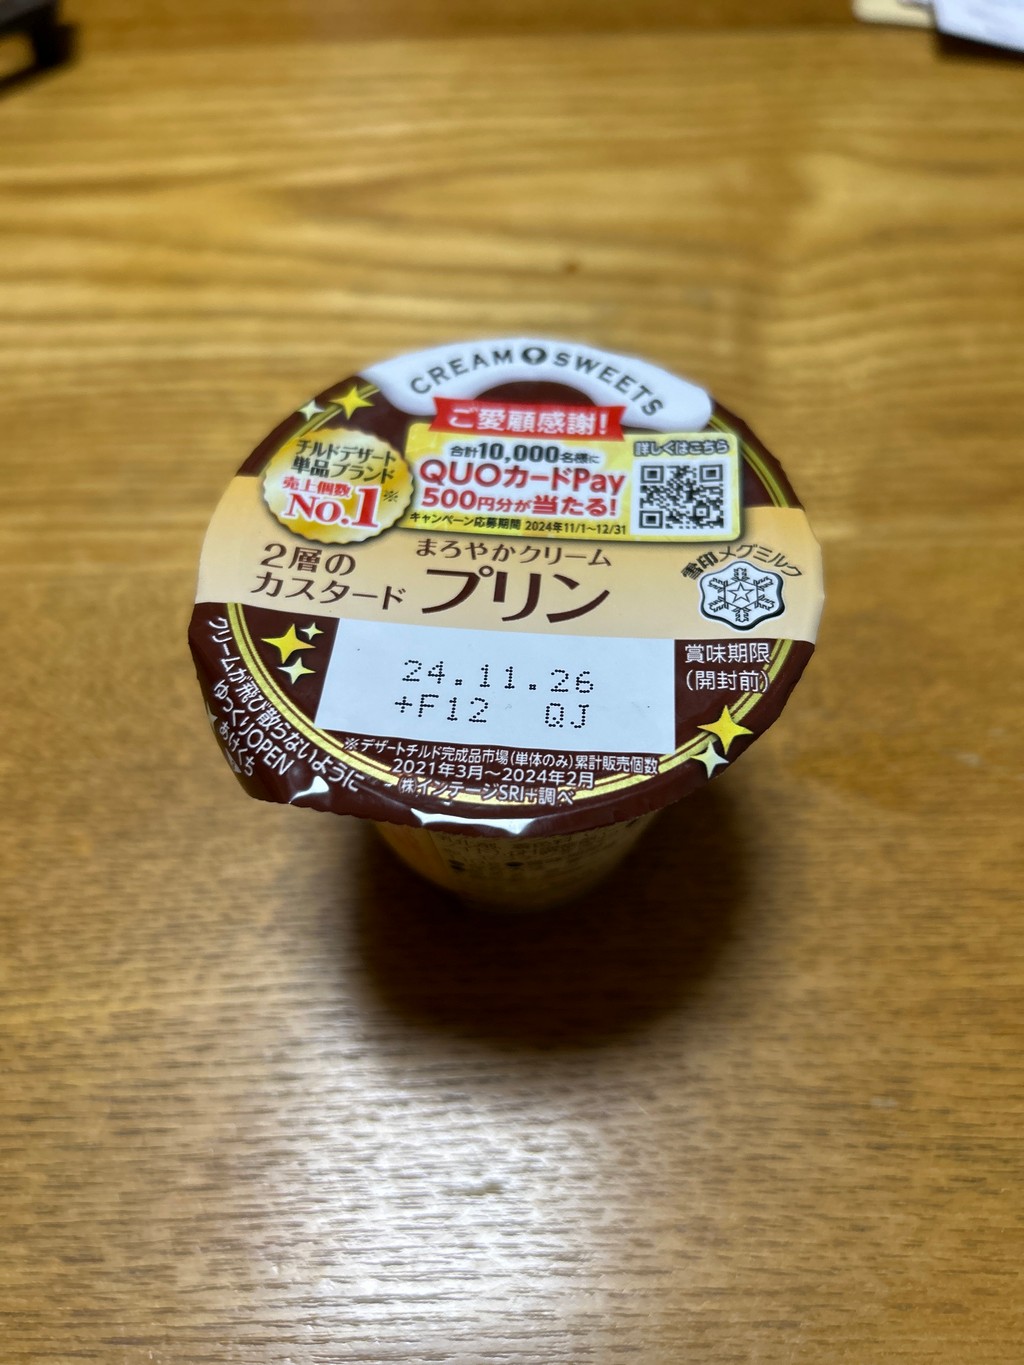 CREAM SWEETS
ご愛顧感謝!
チルドデザート
単品ブランド
売上個数
No.1※
合計10,000名様に
QUOカードPay
500円分が当たる!
キャンペーン応募期間 2024年11/1〜12/31
詳しくはこちら
2層の
カスタード
まろやかクリーム
プリン
雪印メグミルク
賞味期限
(開封前)
24.11.26
+F12 QJ
クリームが飛び散らないように
ゆっくりOPEN
あけくち
※デザートチルド完成品市場(単体のみ)累計販売個数
2021年3月〜2024年2月
㈱インテージSRI+調べ